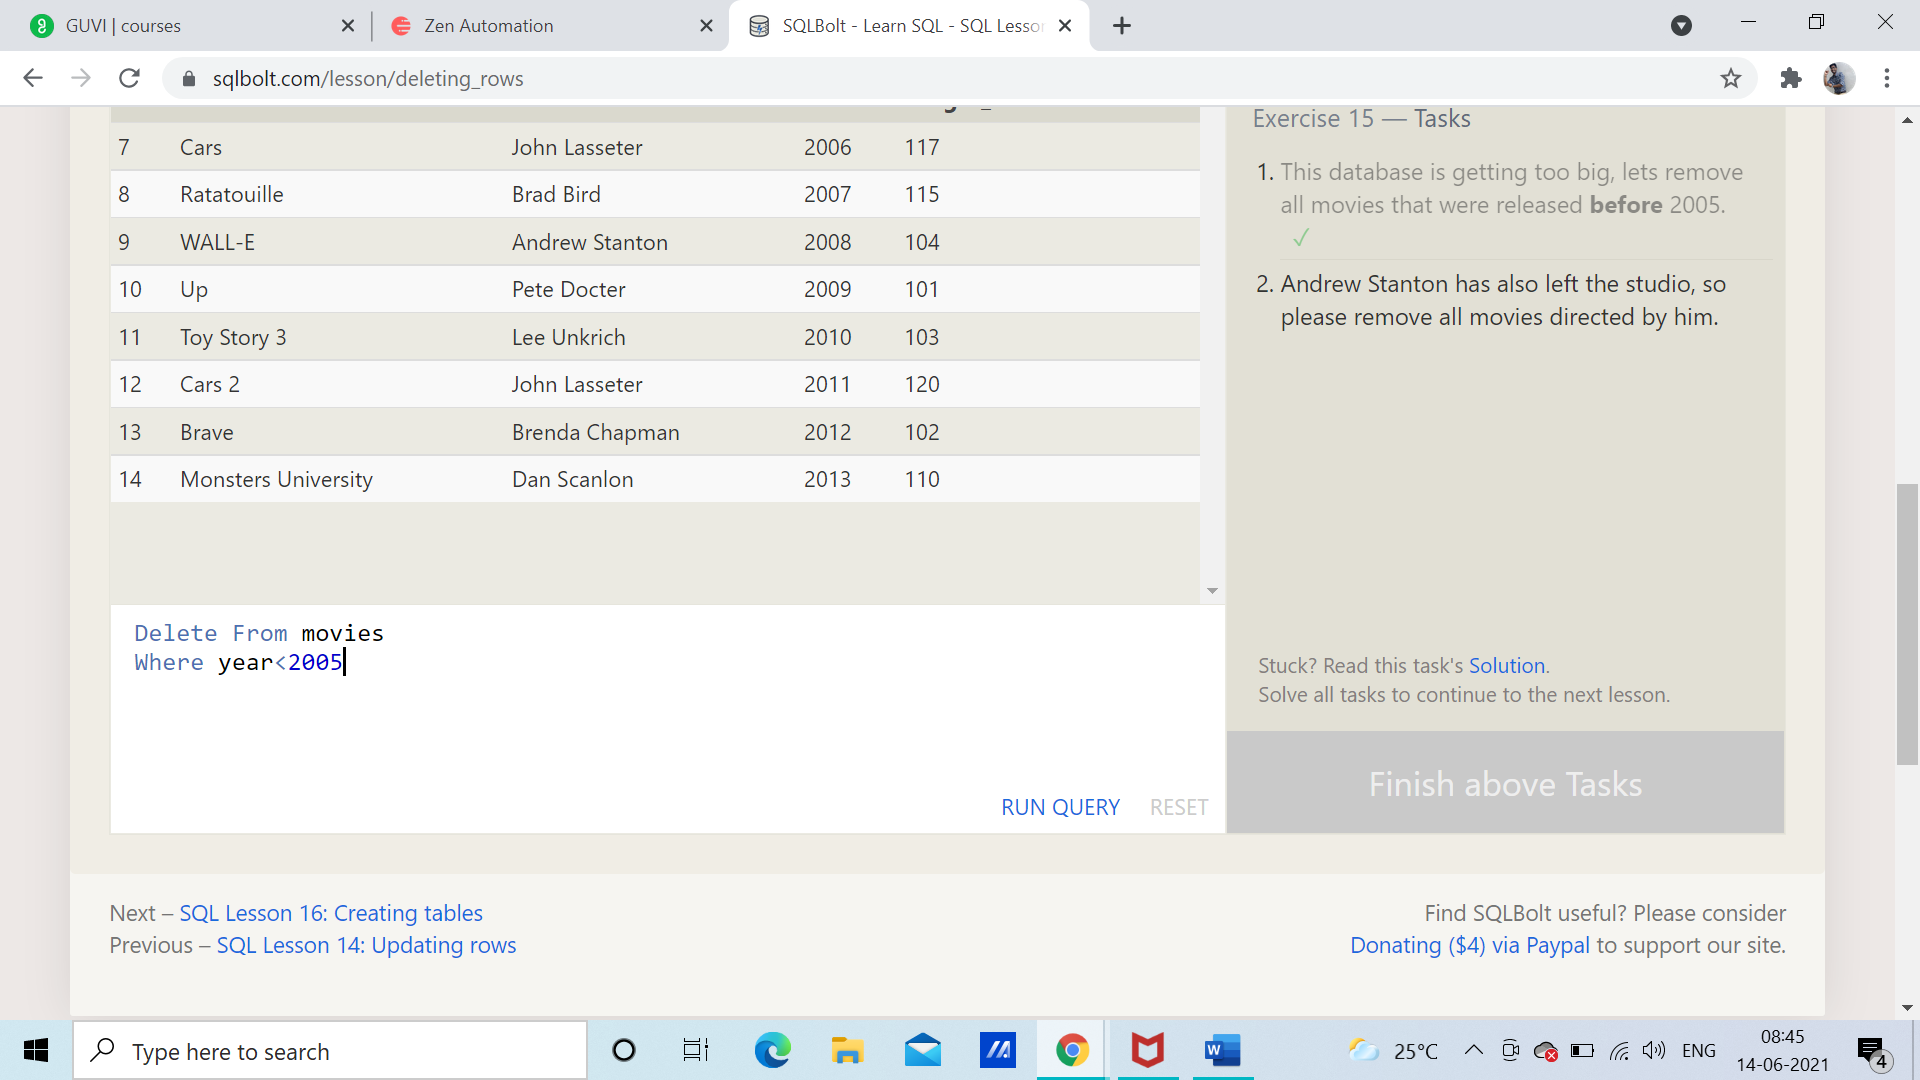 GUVI | courses
Zen Automation
SQLBolt - Learn SQL - SQL Lesson
sqlbolt.com/lesson/deleting_rows
7 Cars John Lasseter 2006 117
8 Ratatouille Brad Bird 2007 115
9 WALL-E Andrew Stanton 2008 104
10 Up Pete Docter 2009 101
11 Toy Story 3 Lee Unkrich 2010 103
12 Cars 2 John Lasseter 2011 120
13 Brave Brenda Chapman 2012 102
14 Monsters University Dan Scanlon 2013 110
Delete From movies
Where year<2005
RUN QUERY RESET
Exercise 15 — Tasks
1. This database is getting too big, lets remove
all movies that were released before 2005.
✓
2. Andrew Stanton has also left the studio, so
please remove all movies directed by him.
Stuck? Read this task's Solution.
Solve all tasks to continue to the next lesson.
Finish above Tasks
Next – SQL Lesson 16: Creating tables
Previous – SQL Lesson 14: Updating rows
Find SQLBolt useful? Please consider
Donating ($4) via Paypal to support our site.
Type here to search
25°C
ENG
08:45
14-06-2021
4